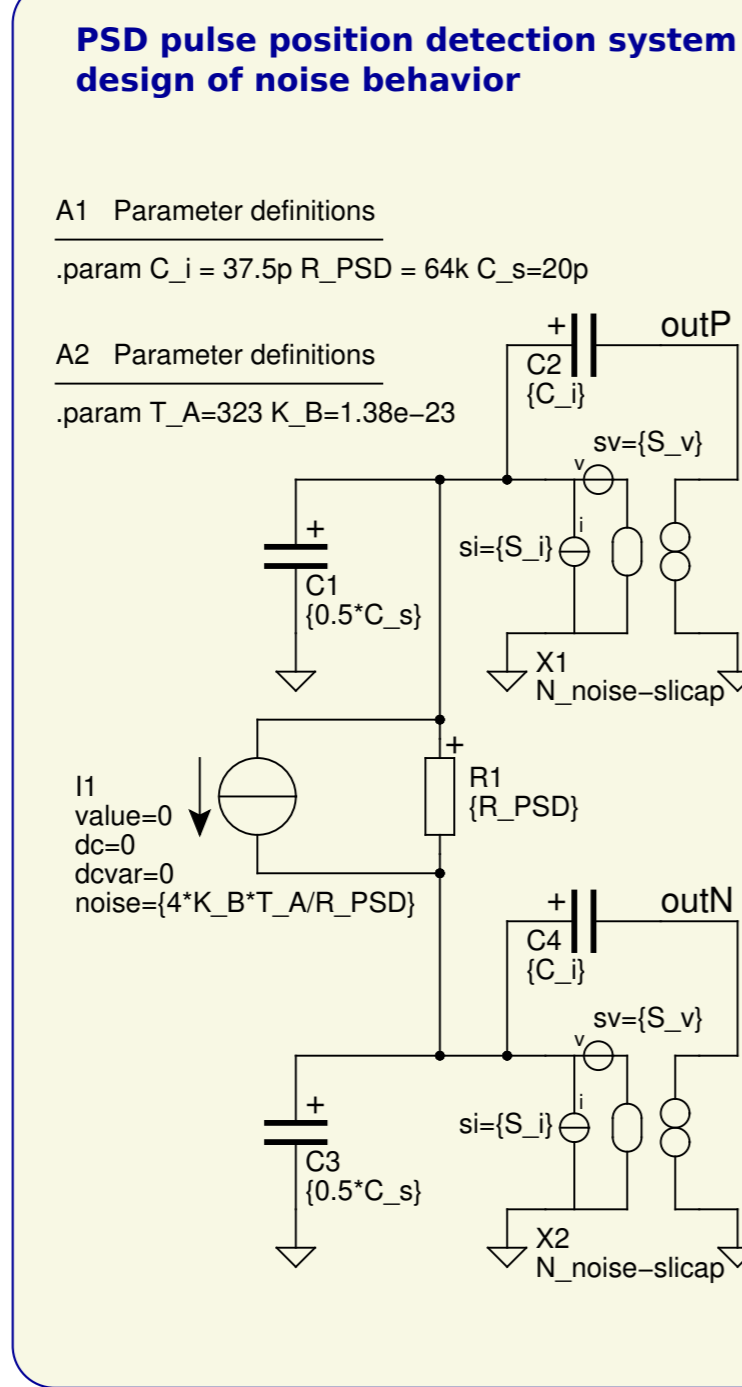 PSD pulse position detection system
design of noise behavior
A1 Parameter definitions
.param C_i = 37.5p R_PSD = 64k C_s=20p
A2 Parameter definitions
.param T_A=323 K_B=1.38e−23
+
outP
C2
{C_i}
sv={S_v}
v
i
si={S_i}
+
C1
{0.5*C_s}
X1
N_noise−slicap
+
R1
{R_PSD}
I1
value=0
dc=0
dcvar=0
noise={4*K_B*T_A/R_PSD}
+
outN
C4
{C_i}
sv={S_v}
v
i
si={S_i}
+
C3
{0.5*C_s}
X2
N_noise−slicap